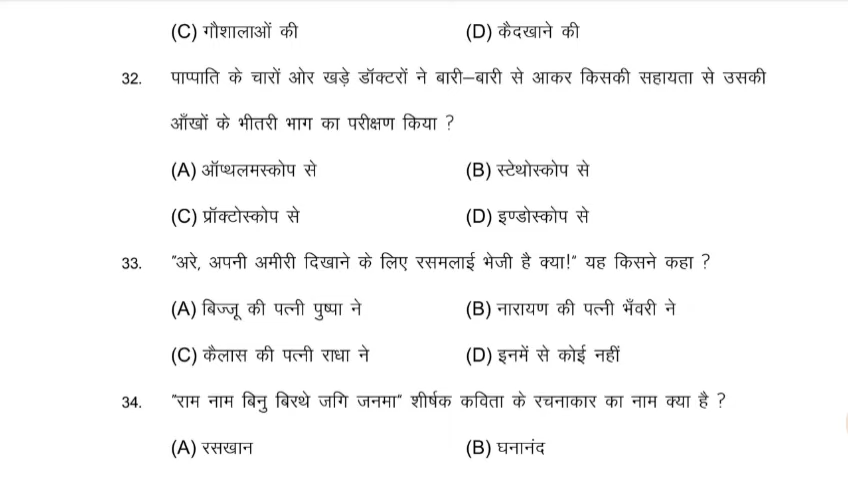 (C) गौशालाओं की (D) कैदखाने की
32. पाप्पाति के चारों ओर खड़े डॉक्टरों ने बारी–बारी से आकर किसकी सहायता से उसकी
आँखों के भीतरी भाग का परीक्षण किया ?
(A) ऑप्थलमस्कोप से (B) स्टेथोस्कोप से
(C) प्रॉक्टोस्कोप से (D) इण्डोस्कोप से
33. "अरे, अपनी अमीरी दिखाने के लिए रसमलाई भेजी है क्या!" यह किसने कहा ?
(A) बिज्जू की पत्नी पुष्पा ने (B) नारायण की पत्नी भँवरी ने
(C) कैलास की पत्नी राधा ने (D) इनमें से कोई नहीं
34. "राम नाम बिनु बिरथे जगि जनमा" शीर्षक कविता के रचनाकार का नाम क्या है ?
(A) रसखान (B) घनानंद